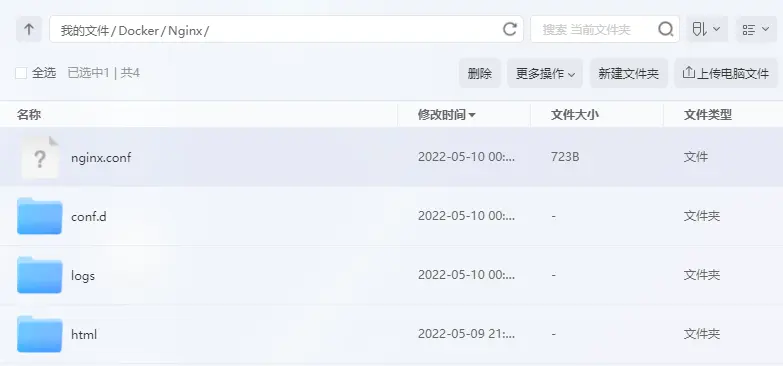 我的文件/Docker/Nginx/ 搜索 当前文件夹
全选 已选中1 | 共4 删除 更多操作 新建文件夹 上传电脑文件
名称 修改时间 文件大小 文件类型
? nginx.conf 2022-05-10 00:... 723B 文件
conf.d 2022-05-10 00:... - 文件夹
logs 2022-05-10 00:... - 文件夹
html 2022-05-09 21:... - 文件夹